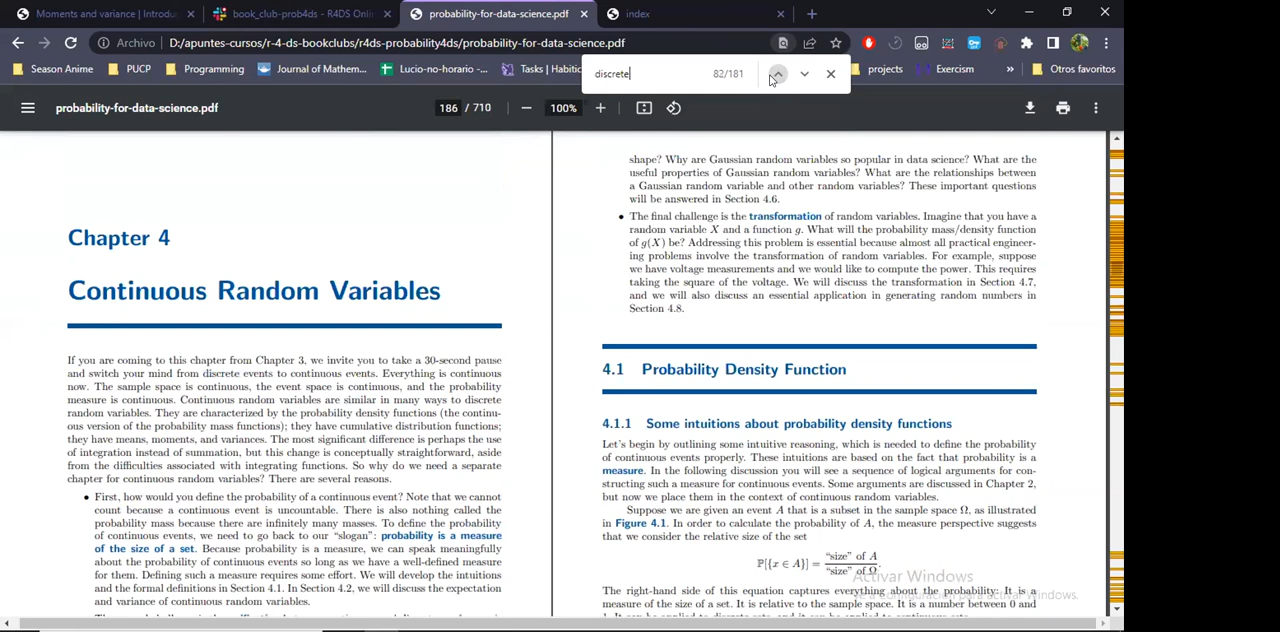 Moments and variance | Introdu
book_club-prob4ds - R4DS Onli
probability-for-data-science.pdf
index
Archivo
D:/apuntes-cursos/r-4-ds-bookclubs/r4ds-probability4ds/probability-for-data-science.pdf
Season Anime
PUCP
Programming
Journal of Mathem...
Lucio-no-horario -...
Tasks | Habitic
projects
Exercism
»
Otros favoritos
discrete
82/181
probability-for-data-science.pdf
186 / 710
100%
Chapter 4
Continuous Random Variables
If you are coming to this chapter from Chapter 3, we invite you to take a 30-second pause
and switch your mind from discrete events to continuous events. Everything is continuous
now. The sample space is continuous, the event space is continuous, and the probability
measure is continuous. Continuous random variables are similar in many ways to discrete
random variables. They are characterized by the probability density functions (the continu-
ous version of the probability mass functions); they have cumulative distribution functions;
they have means, moments, and variances. The most significant difference is perhaps the use
of integration instead of summation, but this change is conceptually straightforward, aside
from the difficulties associated with integrating functions. So why do we need a separate
chapter for continuous random variables? There are several reasons.
• First, how would you define the probability of a continuous event? Note that we cannot
count because a continuous event is uncountable. There is also nothing called the
probability mass because there are infinitely many masses. To define the probability
of continuous events, we need to go back to our “slogan”: probability is a measure
of the size of a set. Because probability is a measure, we can speak meaningfully
about the probability of continuous events so long as we have a well-defined measure
for them. Defining such a measure requires some effort. We will develop the intuitions
and the formal definitions in Section 4.1. In Section 4.2, we will discuss the expectation
and variance of continuous random variables.
shape? Why are Gaussian random variables so popular in data science? What are the
useful properties of Gaussian random variables? What are the relationships between
a Gaussian random variable and other random variables? These important questions
will be answered in Section 4.6.
• The final challenge is the transformation of random variables. Imagine that you have a
random variable X and a function g. What will the probability mass/density function
of g(X) be? Addressing this problem is essential because almost all practical engineer-
ing problems involve the transformation of random variables. For example, suppose
we have voltage measurements and we would like to compute the power. This requires
taking the square of the voltage. We will discuss the transformation in Section 4.7,
and we will also discuss an essential application in generating random numbers in
Section 4.8.
4.1 Probability Density Function
4.1.1 Some intuitions about probability density functions
Let's begin by outlining some intuitive reasoning, which is needed to define the probability
of continuous events properly. These intuitions are based on the fact that probability is a
measure. In the following discussion you will see a sequence of logical arguments for con-
structing such a measure for continuous events. Some arguments are discussed in Chapter 2,
but now we place them in the context of continuous random variables.
Suppose we are given an event A that is a subset in the sample space Ω, as illustrated
in Figure 4.1. In order to calculate the probability of A, the measure perspective suggests
that we consider the relative size of the set
ℙ[{x ∈ A}] = “size” of A / “size” of Ω.
The right-hand side of this equation captures everything about the probability: It is a
measure of the size of a set. It is relative to the sample space. It is a number between 0 and
Activar Windows
Ve a Configuración para activar Windows.